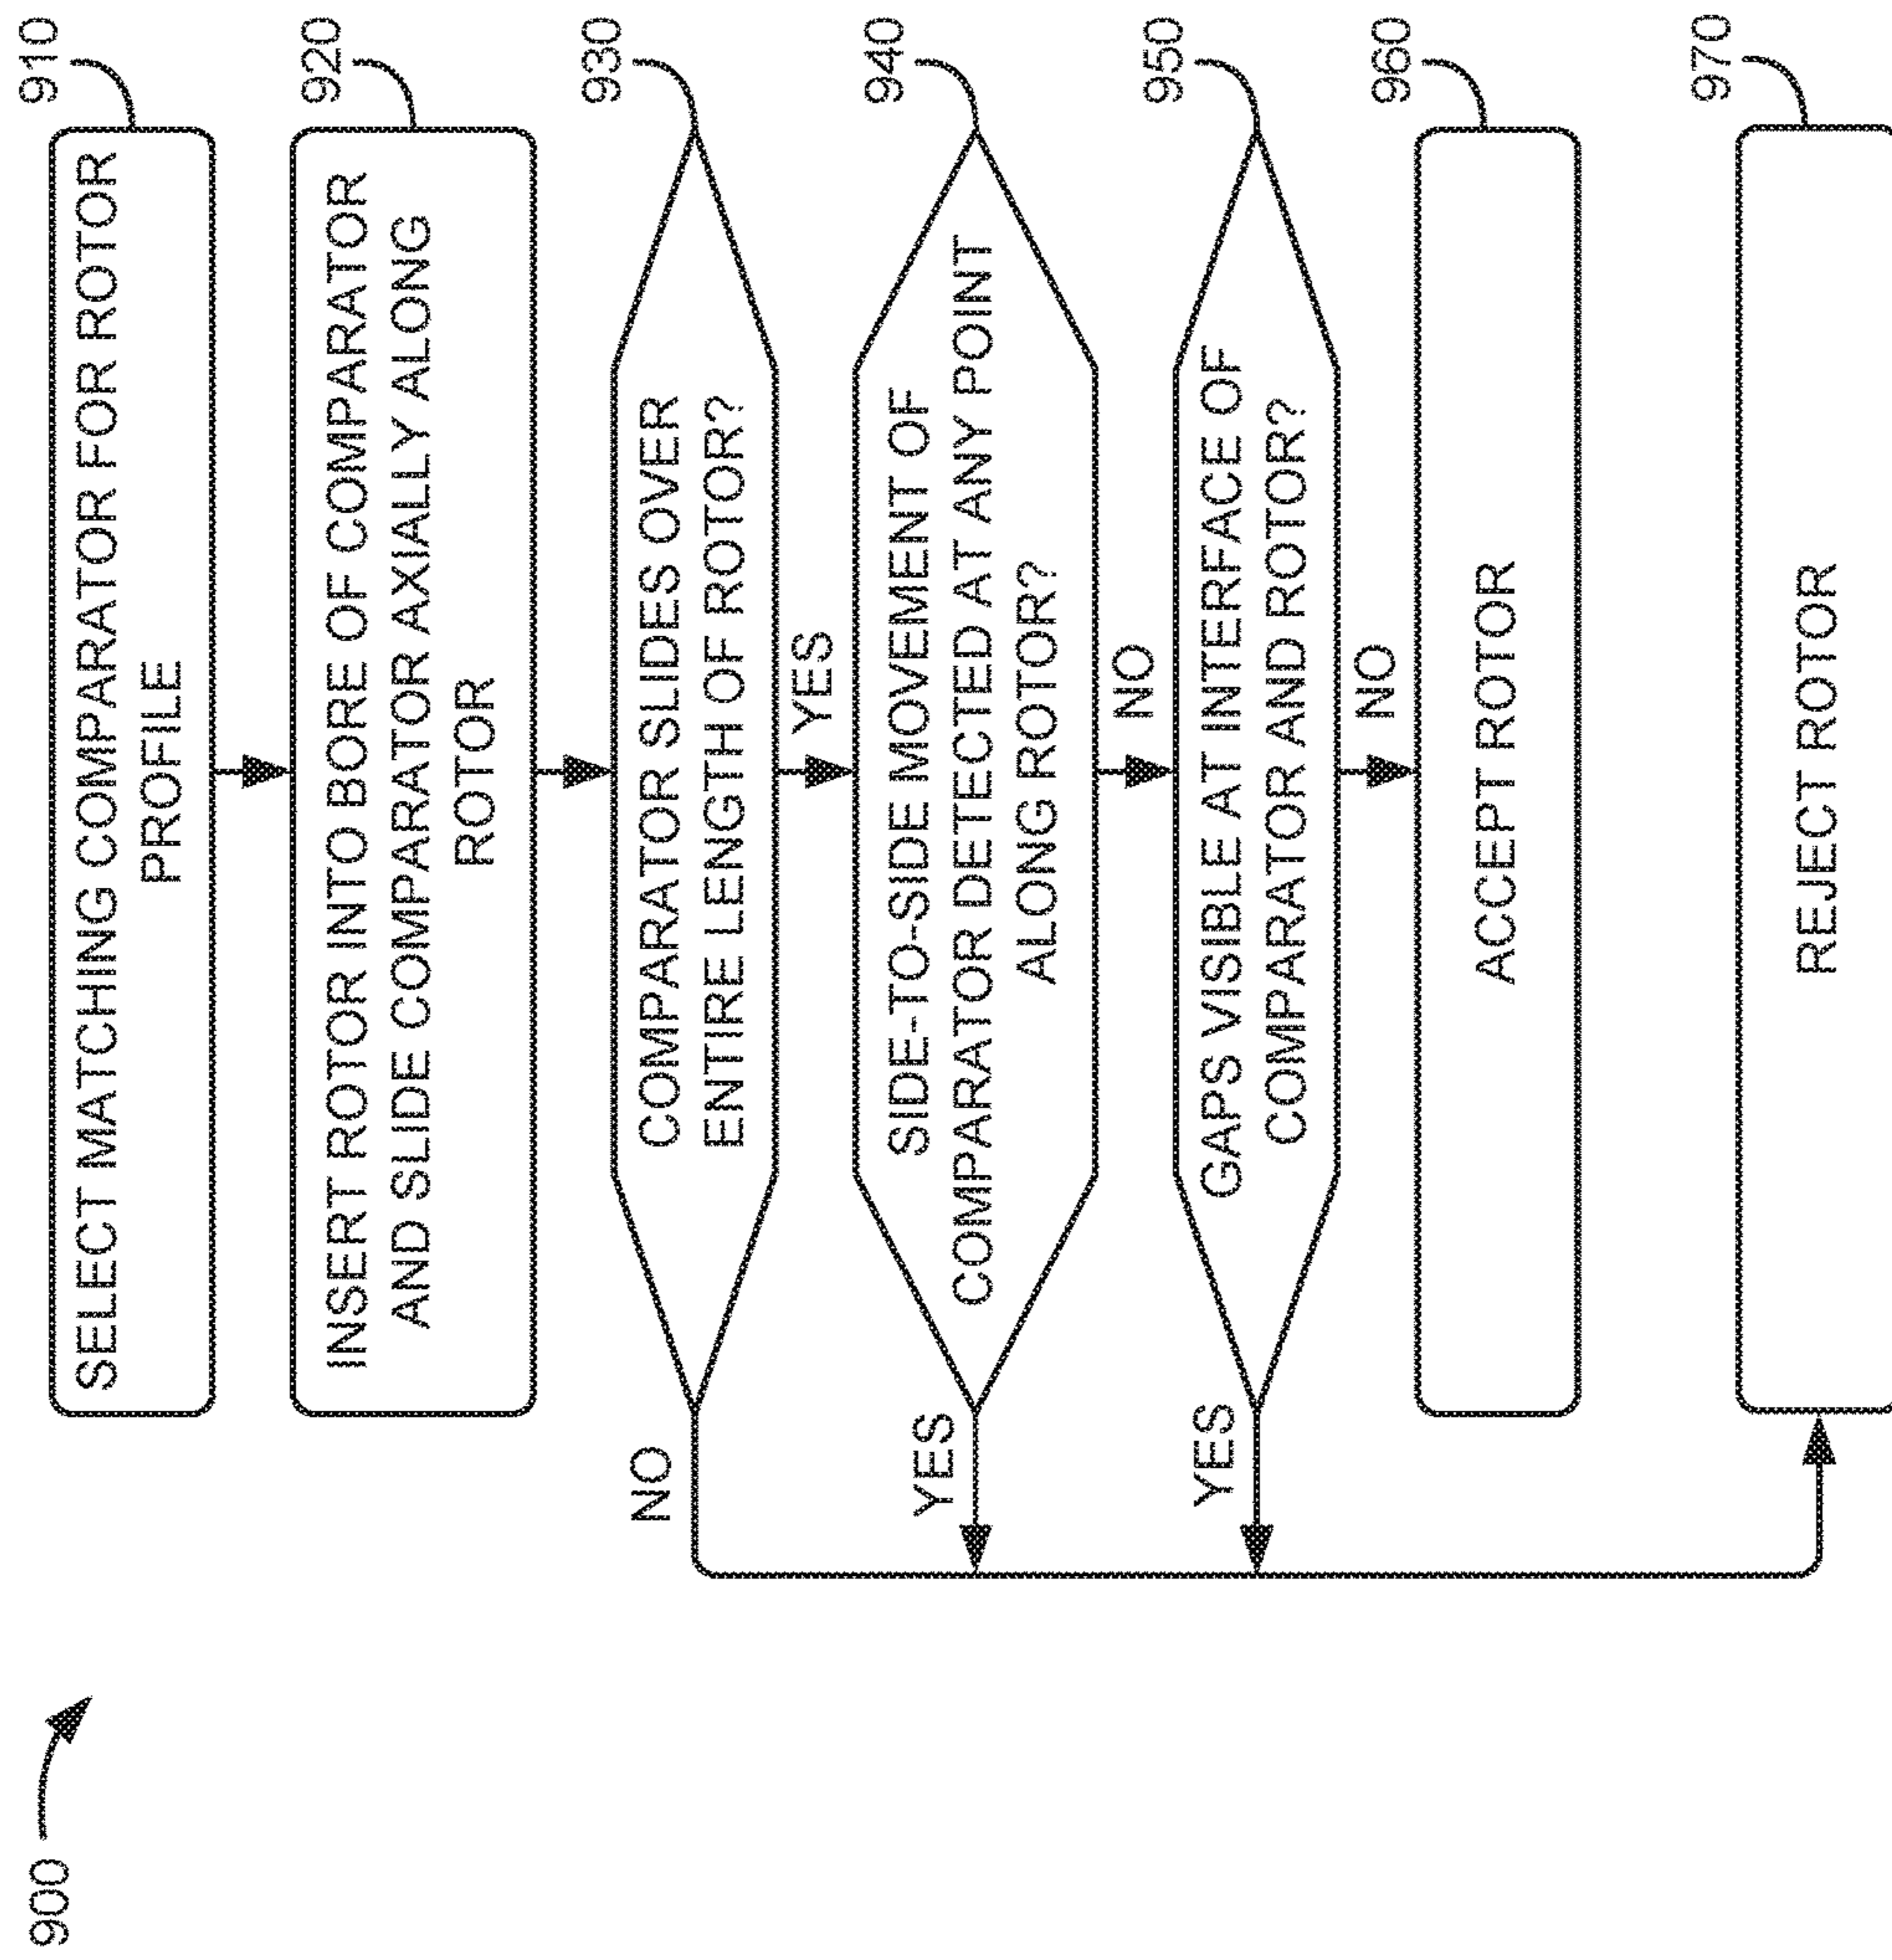 900
910
SELECT MATCHING COMPARATOR FOR ROTOR
PROFILE
920
INSERT ROTOR INTO BORE OF COMPARATOR
AND SLIDE COMPARATOR AXIALLY ALONG
ROTOR
930
COMPARATOR SLIDES OVER
ENTIRE LENGTH OF ROTOR?
NO
YES
940
SIDE-TO-SIDE MOVEMENT OF
COMPARATOR DETECTED AT ANY POINT
ALONG ROTOR?
YES
NO
950
GAPS VISIBLE AT INTERFACE OF
COMPARATOR AND ROTOR?
YES
NO
960
ACCEPT ROTOR
970
REJECT ROTOR